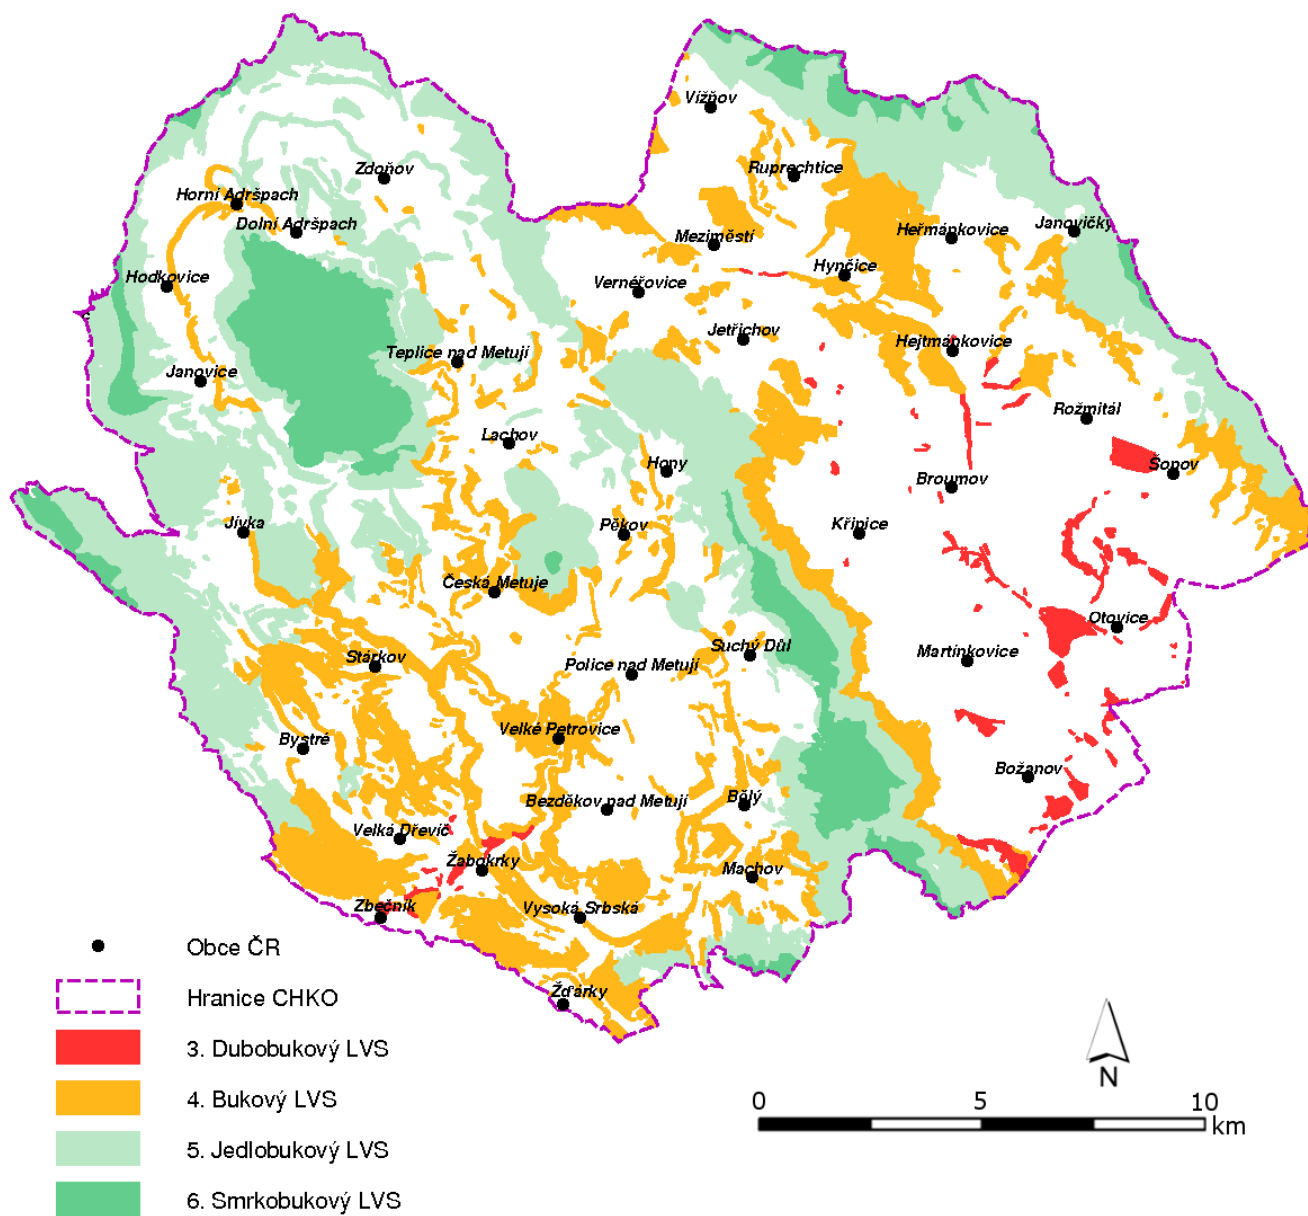 Vížňov
Zdoňov
Ruprechtice
Horní Adršpach
Dolní Adršpach
Meziměstí
Heřmánkovice
Janovičky
Hodkovice
Vernéřovice
Hynčice
Jetřichov
Hejtmánkovice
Teplice nad Metují
Janovice
Rožmitál
Lachov
Hony
Broumov
Šonov
Jívka
Pěkov
Křinice
Česká Metuje
Otovice
Stárkov
Police nad Metují
Suchý Důl
Martínkovice
Bystré
Velké Petrovice
Božanov
Bezděkov nad Metují
Bělý
Velká Dřevíč
Žabokrky
Machov
Zbečník
Vysoká Srbská
Žďárky
Obce ČR
Hranice CHKO
3. Dubobukový LVS
4. Bukový LVS
5. Jedlobukový LVS
6. Smrkobukový LVS
N
0 5 10
km